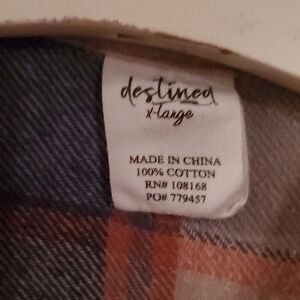 destined
x-large
MADE IN CHINA
100% COTTON
RN# 108168
PO# 779457